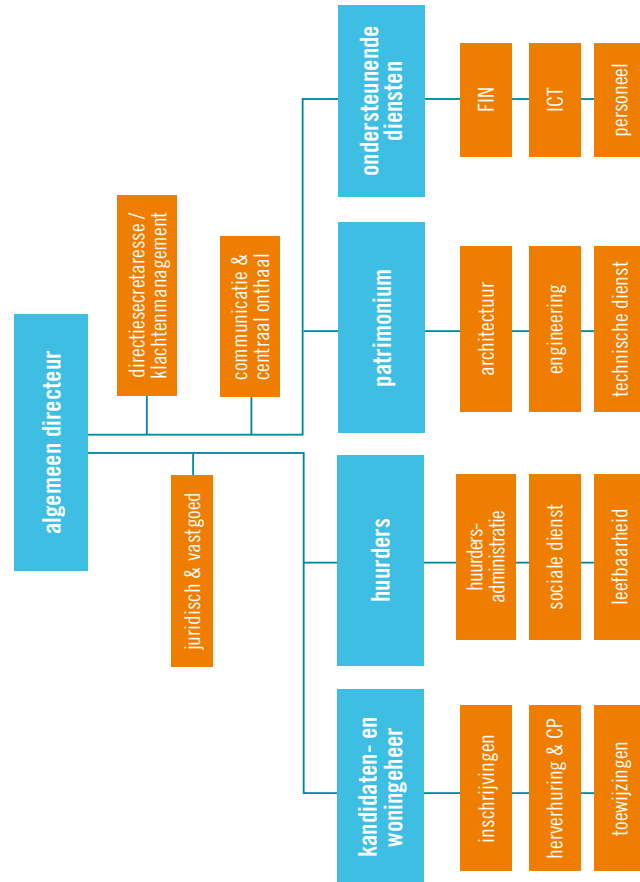 algemeen directeur
directiesecretaresse /
klachtenmanagement
juridisch & vastgoed
communicatie &
centraal onthaal
kandidaten- en
woningeheer
huurders
patrimonium
ondersteunende
diensten
inschrijvingen
huurders-
administratie
architectuur
FIN
herverhuring & CP
sociale dienst
engineering
ICT
toewijzingen
leefbaarheid
technische dienst
personeel